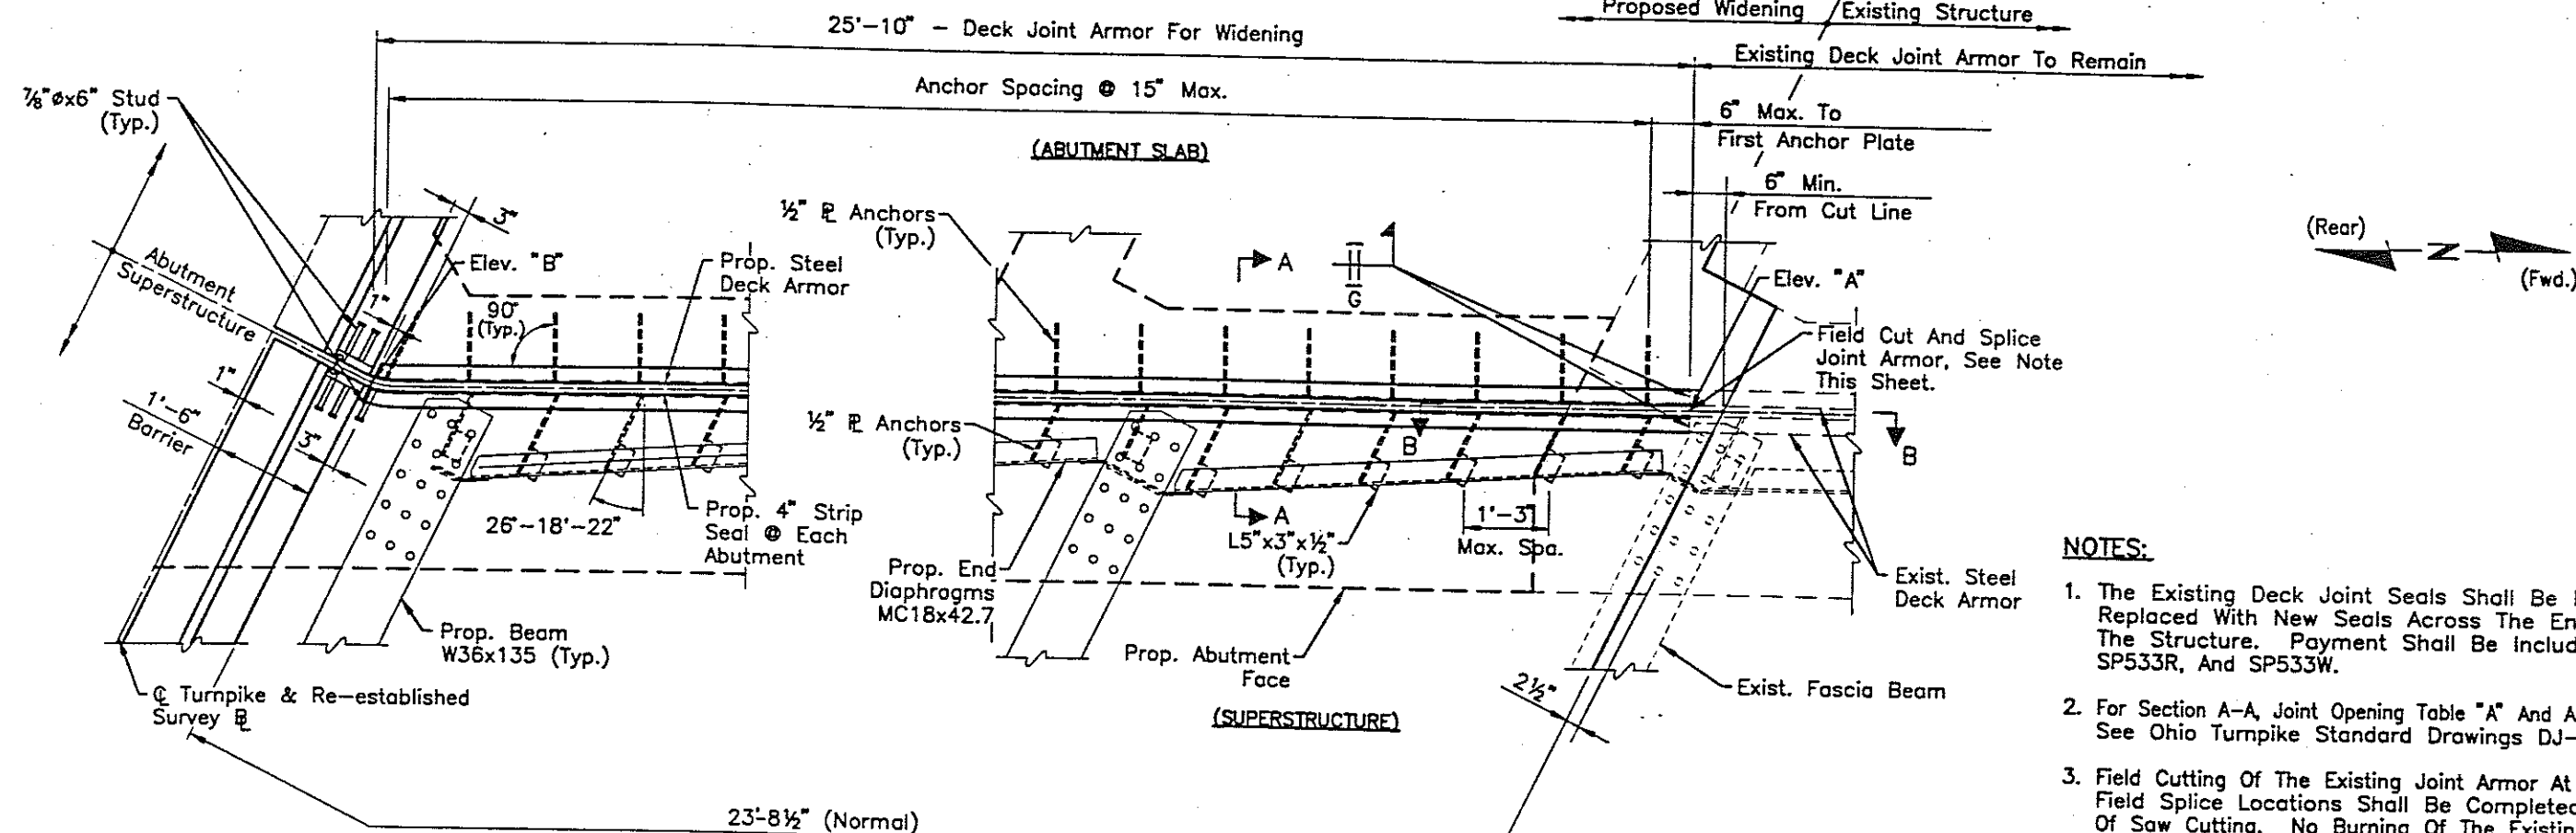 Proposed Widening
Existing Structure
25'-10" - Deck Joint Armor For Widening
Existing Deck Joint Armor To Remain
Anchor Spacing @ 15" Max.
⅞"øx6" Stud
(Typ.)
6" Max. To
First Anchor Plate
(ABUTMENT SLAB)
6" Min.
From Cut Line
3"
½" ℄ Anchors
(Typ.)
(Rear)
N
(Fwd.)
Abutment
Superstructure
Elev. "B"
Prop. Steel
Deck Armor
A
G
Elev. "A"
1"
90°
(Typ.)
Field Cut And Splice
Joint Armor, See Note
This Sheet.
1"
1'-6"
Barrier
3"
½" PL Anchors
(Typ.)
B
B
26°-18'-22"
Prop. 4" Strip
Seal @ Each
Abutment
A
L5"x3"x½"
(Typ.)
1'-3"
Max. Spa.
Prop. End
Diaphragms
MC18x42.7
Exist. Steel
Deck Armor
Prop. Beam
W36x135 (Typ.)
Prop. Abutment
Face
℄ Turnpike & Re-established
Survey BL
2½"
Exist. Fascia Beam
(SUPERSTRUCTURE)
23'-8½" (Normal)
NOTES:
1. The Existing Deck Joint Seals Shall Be
Replaced With New Seals Across The
The Structure. Payment Shall Be
SP533R, And SP533W.
2. For Section A-A, Joint Opening Table "A" And
See Ohio Turnpike Standard Drawings DJ-
3. Field Cutting Of The Existing Joint Armor At
Field Splice Locations Shall Be Completed
Of Saw Cutting. No Burning Of The Existing